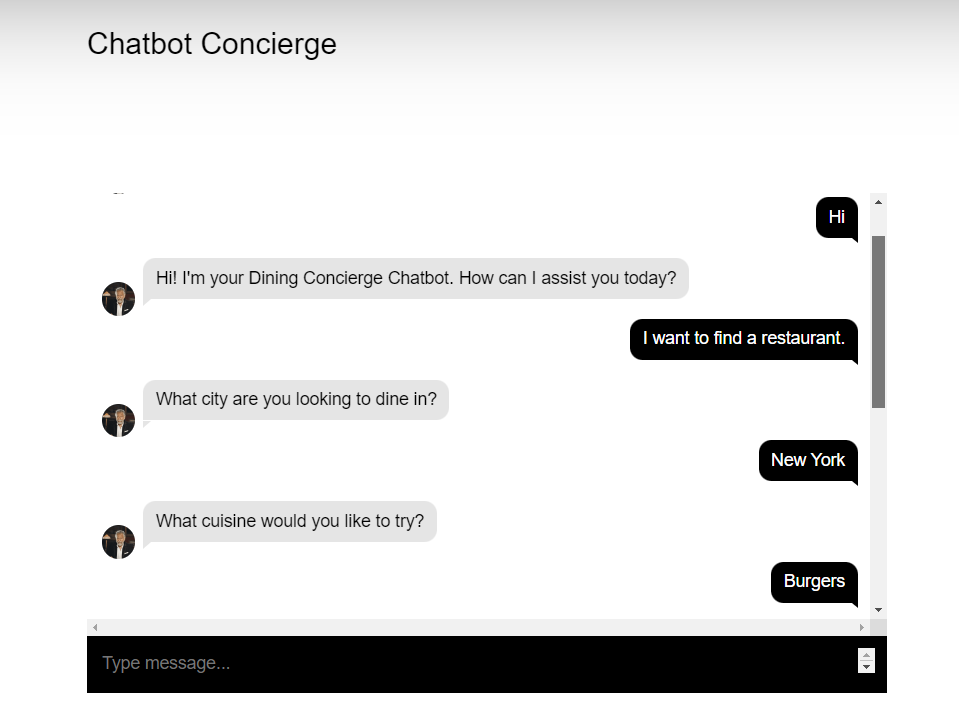 Chatbot Concierge
Hi
Hi! I'm your Dining Concierge Chatbot. How can I assist you today?
I want to find a restaurant.
What city are you looking to dine in?
New York
What cuisine would you like to try?
Burgers
Type message...